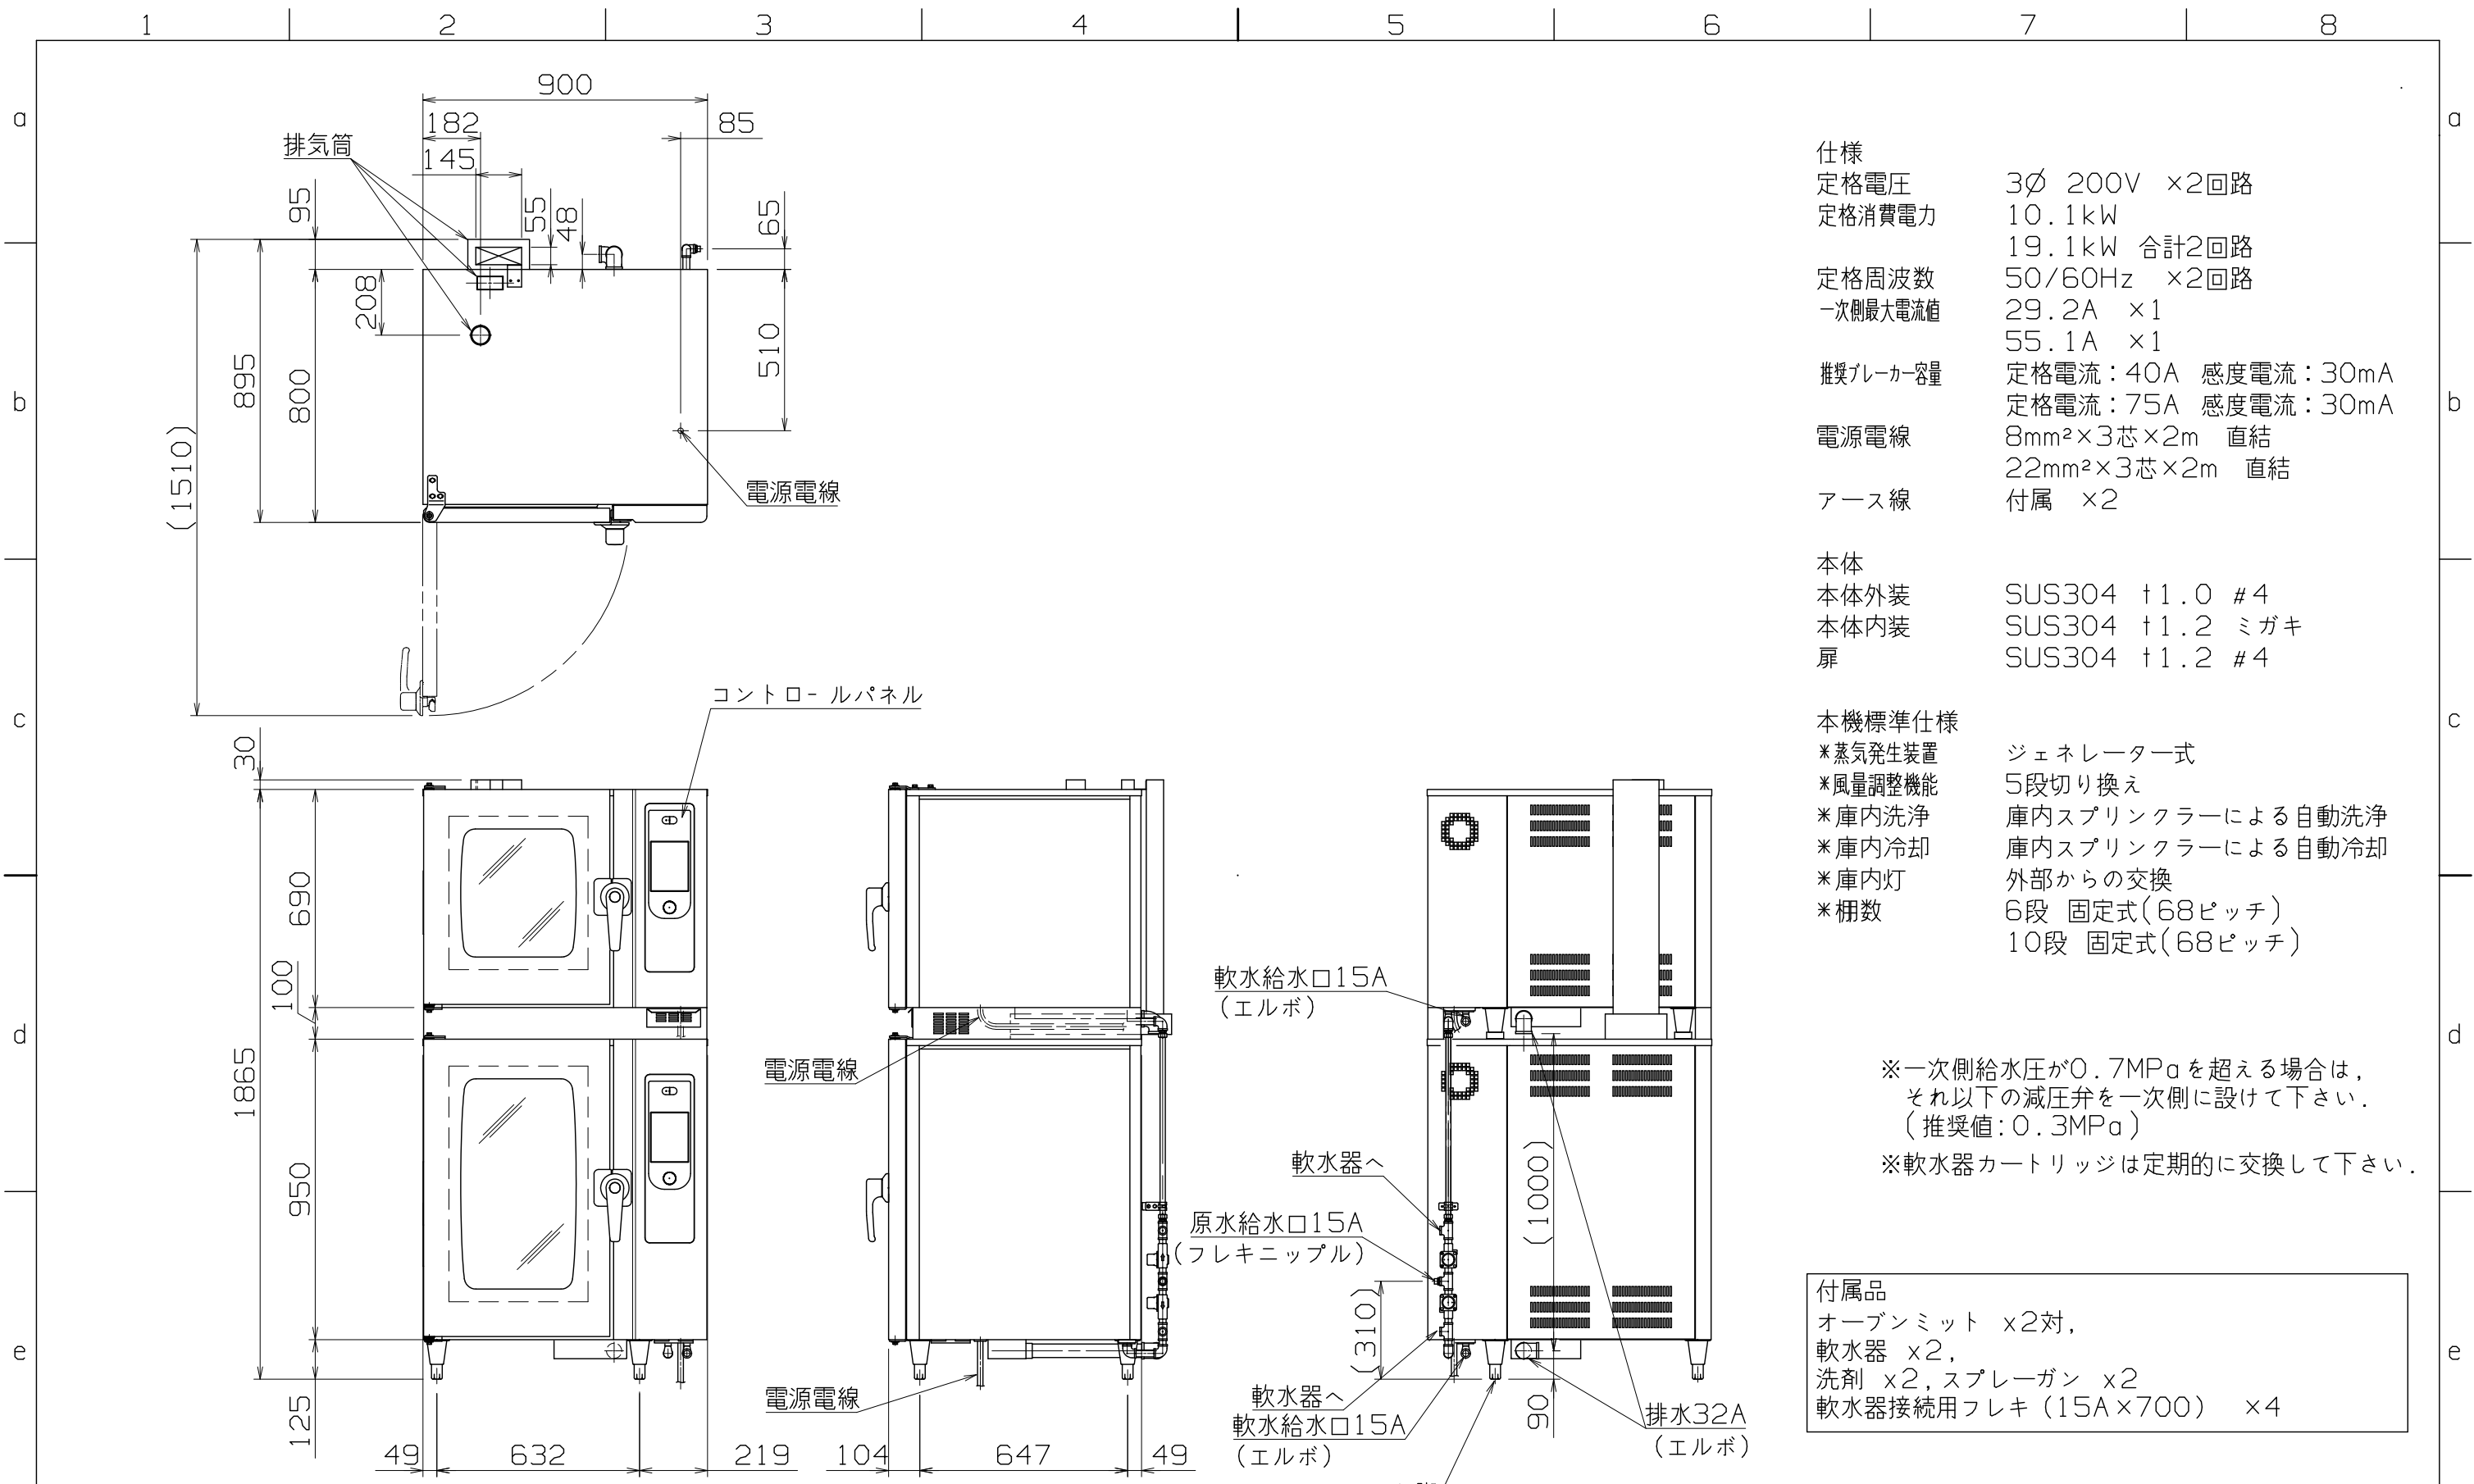 1 2 3 4 5 6 7 8
a a
b b
c c
d d
e e
900
182
85
排気筒
145
95
55
48
65
208
510
895
800
(1510)
電源電線
コントロ-ルパネル
30
690
100
1865
950
125
49 632 219
電源電線
電源電線
104 647 49
軟水給水口15A
(エルボ)
軟水器へ
原水給水口15A
(フレキニップル)
(1000)
(310)
軟水器へ
軟水給水口15A
(エルボ)
90
排水32A
(エルボ)
仕様
定格電圧 3Ø 200V ×2回路
定格消費電力 10.1kW
19.1kW 合計2回路
定格周波数 50/60Hz ×2回路
一次側最大電流値 29.2A ×1
55.1A ×1
推奨ブレーカー容量 定格電流:40A 感度電流:30mA
定格電流:75A 感度電流:30mA
電源電線 8mm²×3芯×2m 直結
22mm²×3芯×2m 直結
アース線 付属 ×2
本体
本体外装 SUS304 t1.0 #4
本体内装 SUS304 t1.2 ミガキ
扉 SUS304 t1.2 #4
本機標準仕様
*蒸気発生装置 ジェネレーター式
*風量調整機能 5段切り換え
*庫内洗浄 庫内スプリンクラーによる自動洗浄
*庫内冷却 庫内スプリンクラーによる自動冷却
*庫内灯 外部からの交換
*棚数 6段 固定式(68ピッチ)
10段 固定式(68ピッチ)
※一次側給水圧が0.7MPaを超える場合は,
それ以下の減圧弁を一次側に設けて下さい.
(推奨値:0.3MPa)
※軟水器カートリッジは定期的に交換して下さい.
付属品
オーブンミット x2対,
軟水器 x2,
洗剤 x2,スプレーガン x2
軟水器接続用フレキ(15A×700) ×4